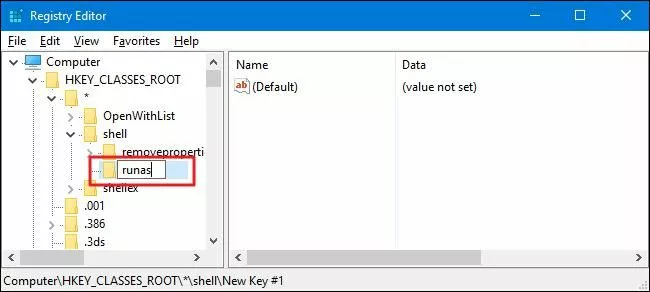 Registry Editor
File Edit View Favorites Help
Computer
HKEY_CLASSES_ROOT
*
OpenWithList
shell
removeproperti
runas
shellex
.001
.386
.3ds
Name Data
ab (Default) (value not set)
Computer\HKEY_CLASSES_ROOT\*\shell\New Key #1